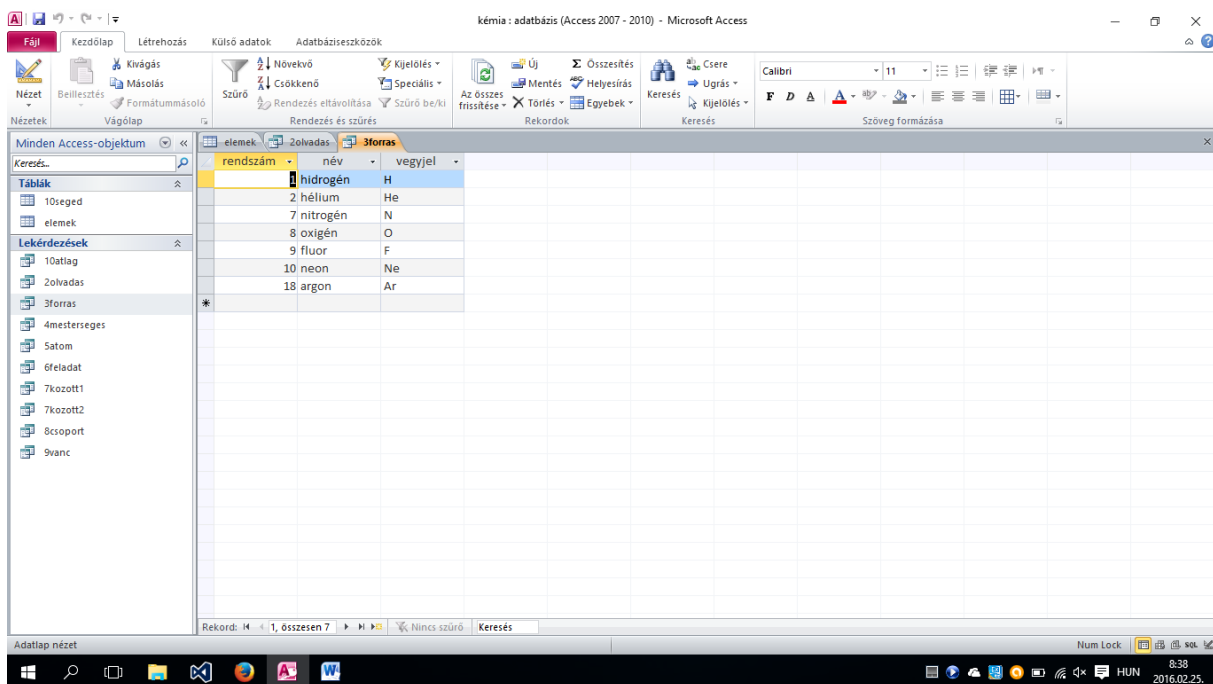 kémia : adatbázis (Access 2007 - 2010) - Microsoft Access
Fájl Kezdőlap Létrehozás Külső adatok Adatbáziseszközök
Nézet
Beillesztés
Kivágás
Másolás
Formátummásoló
Szűrő
Növekvő
Csökkenő
Rendezés eltávolítása
Kijelölés
Speciális
Szűrő be/ki
Az összes
frissítése
Új
Mentés
Törlés
Σ Összesítés
Helyesírás
Egyebek
Keresés
Csere
Ugrás
Kijelölés
Calibri 11
F D A A
Nézetek Vágólap Rendezés és szűrés Rekordok Keresés Szöveg formázása
Minden Access-objektum
Keresés...
Táblák
10seged
elemek
Lekérdezések
10atlag
2olvadas
3forras
4mesterseges
5atom
6feladat
7kozott1
7kozott2
8csoport
9vanc
elemek 2olvadas 3forras
rendszám név vegyjel
1 hidrogén H
2 hélium He
7 nitrogén N
8 oxigén O
9 fluor F
10 neon Ne
18 argon Ar
Rekord: 1, összesen 7 Nincs szűrő Keresés
Adatlap nézet Num Lock SQL
HUN 8:38
2016.02.25.